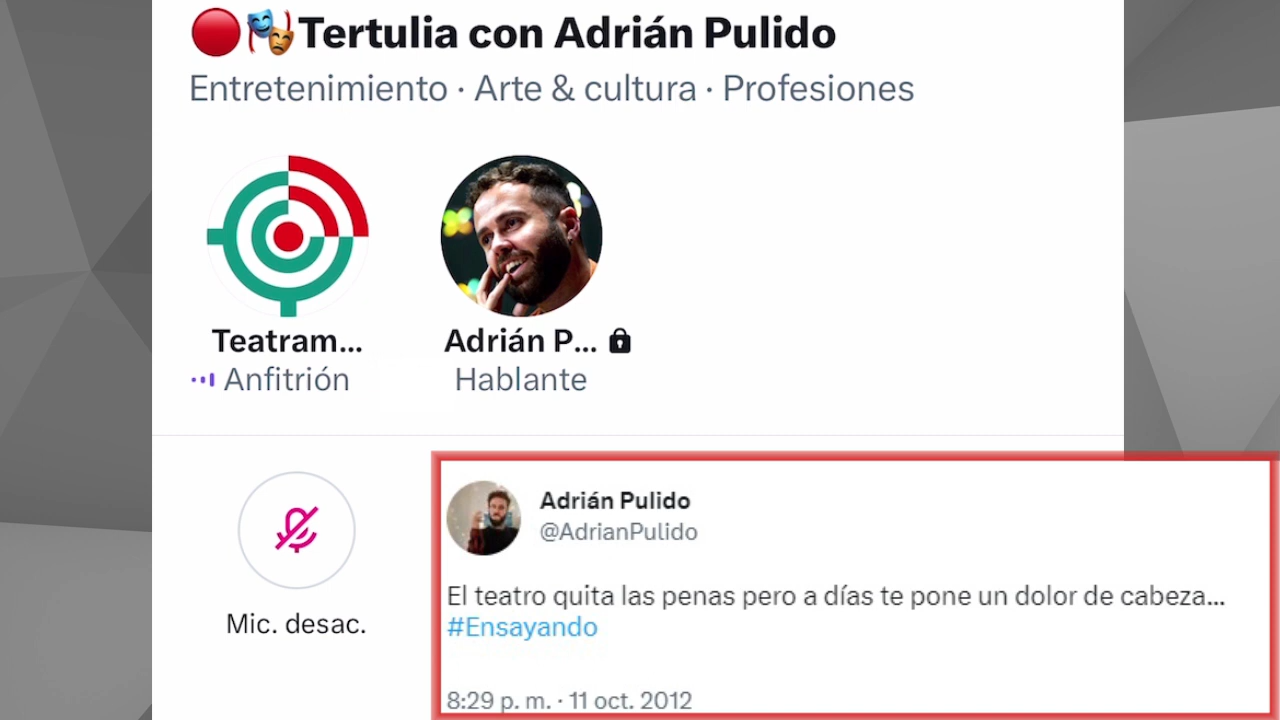 Tertulia con Adrián Pulido
Entretenimiento · Arte & cultura · Profesiones
Teatram...
Adrián P...
Anfitrión
Hablante
Mic. desac.
Adrián Pulido
@AdrianPulido
El teatro quita las penas pero a días te pone un dolor de cabeza...
#Ensayando
8:29 p. m. · 11 oct. 2012